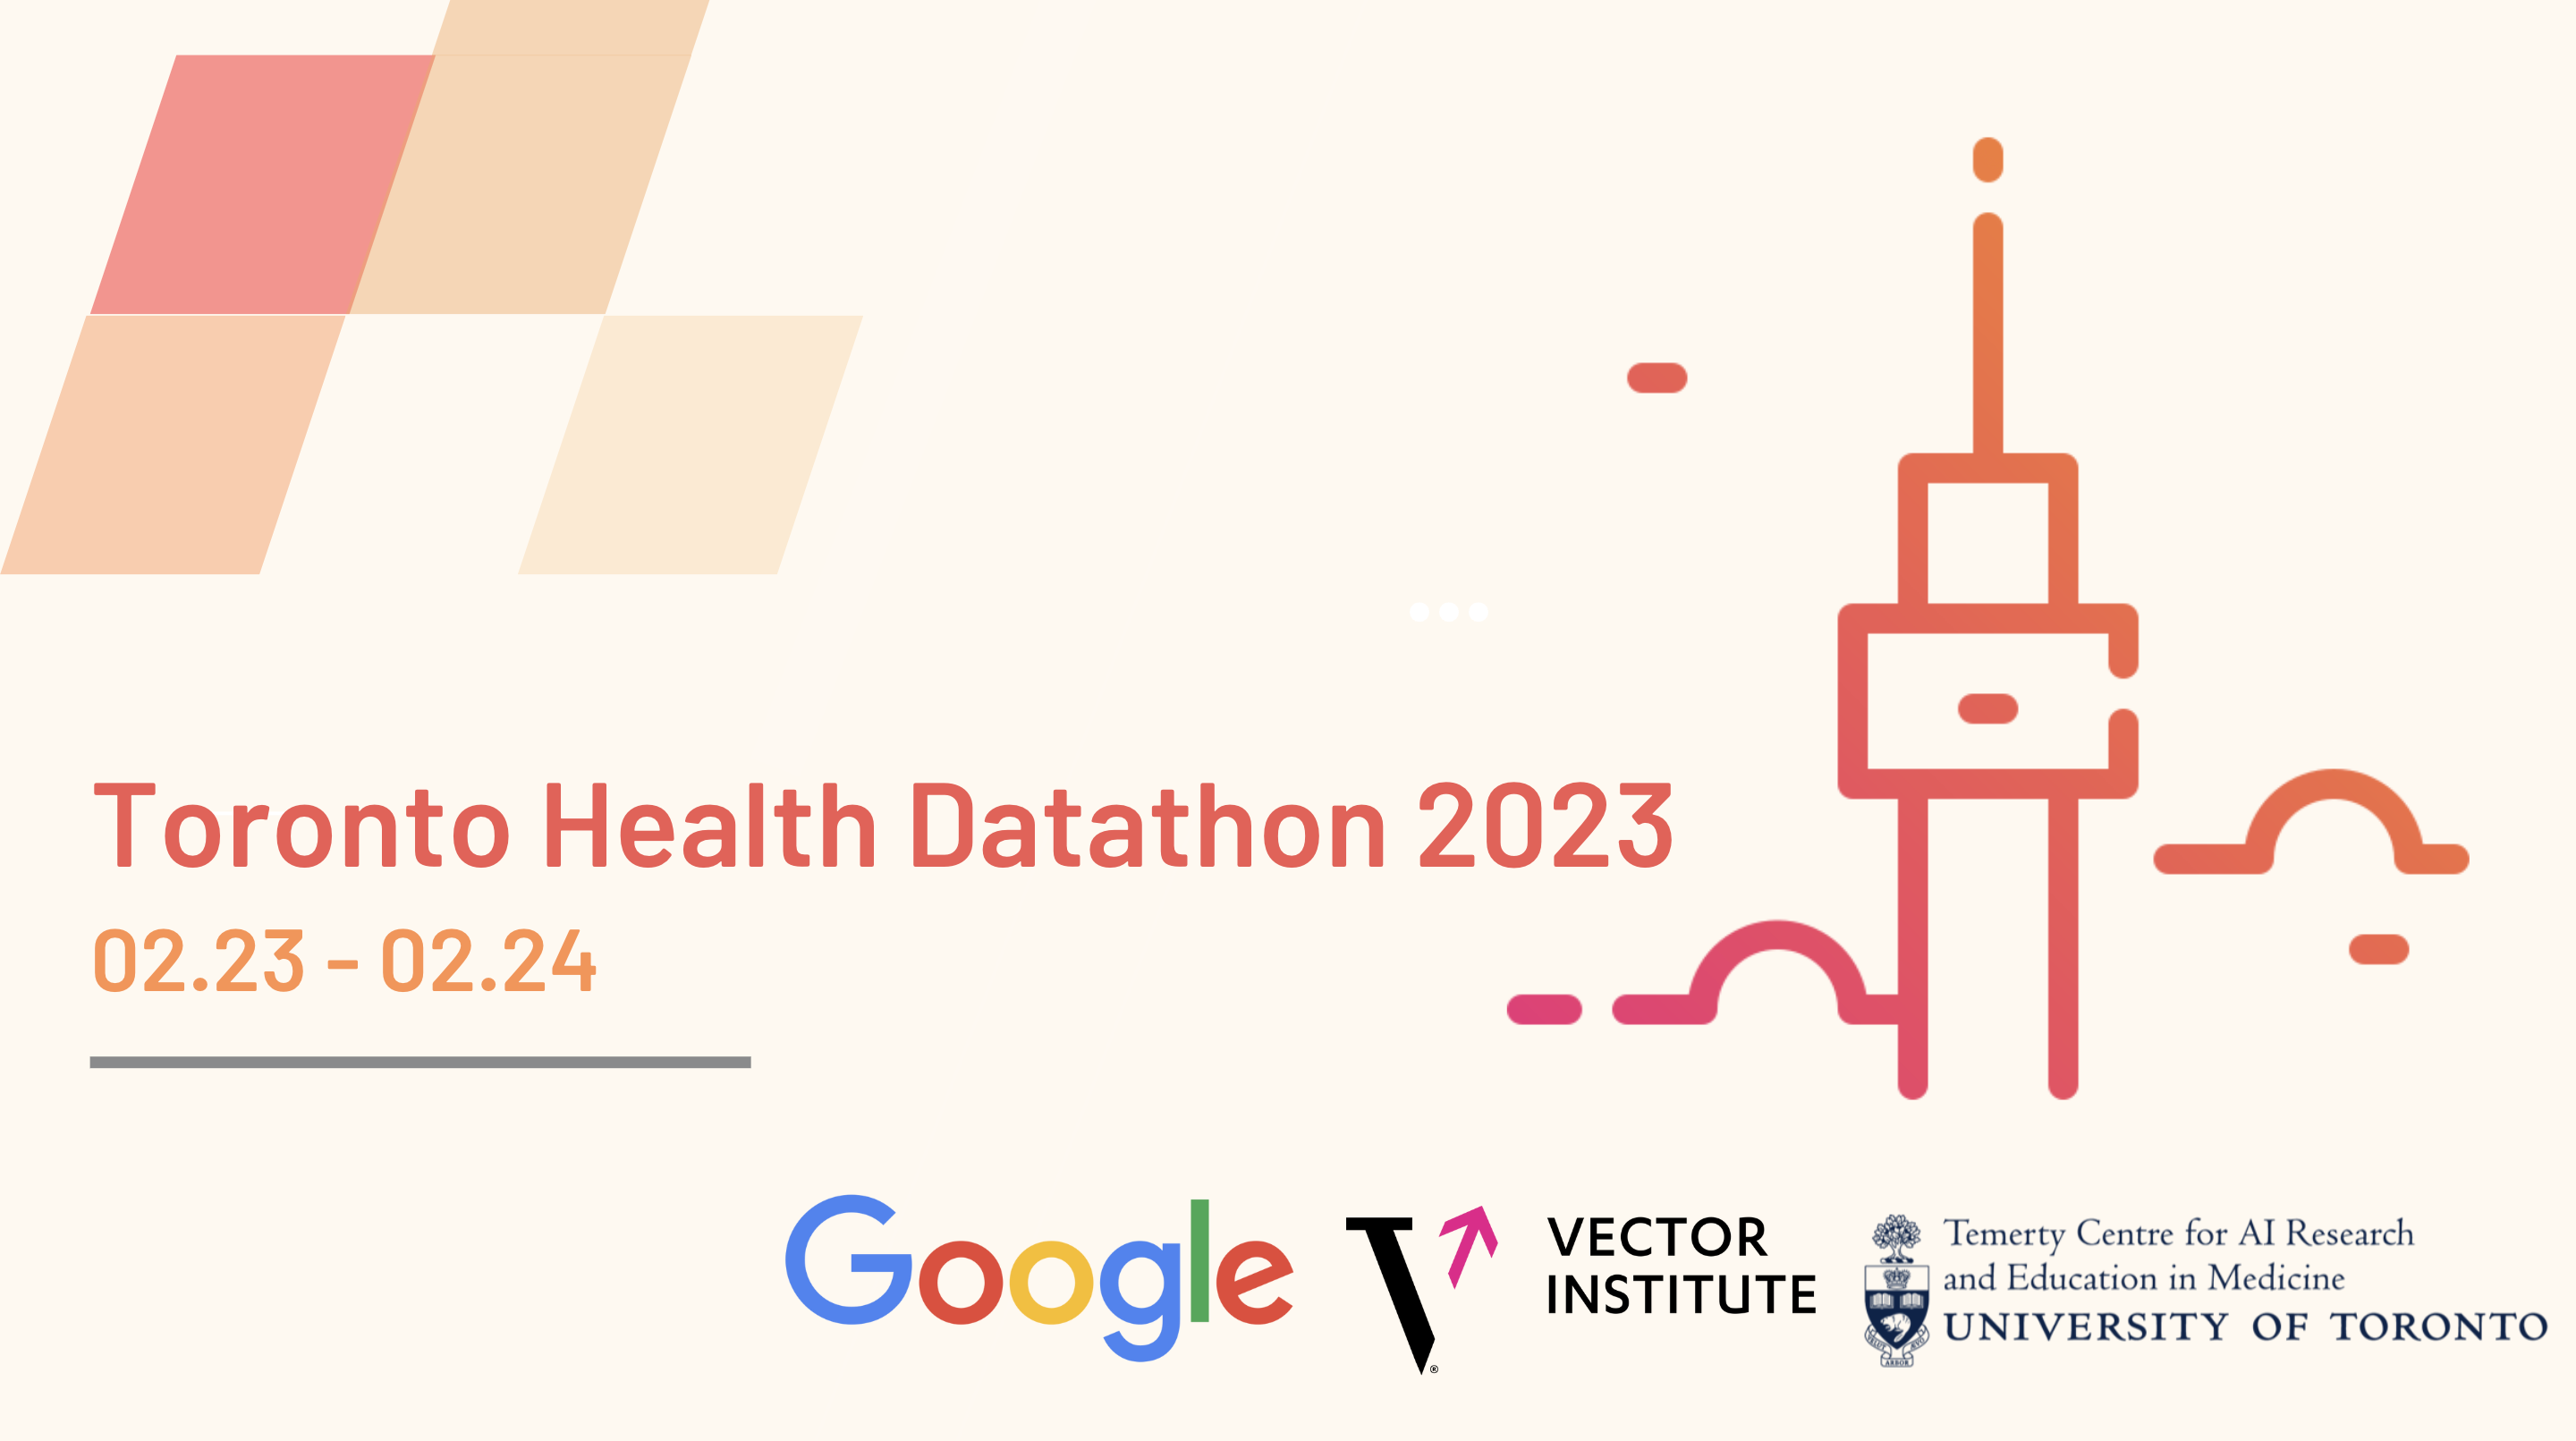 Toronto Health Datathon 2023
02.23 - 02.24
Google
VECTOR
INSTITUTE
®
Temerty Centre for AI Research
and Education in Medicine
UNIVERSITY OF TORONTO
ARBOR